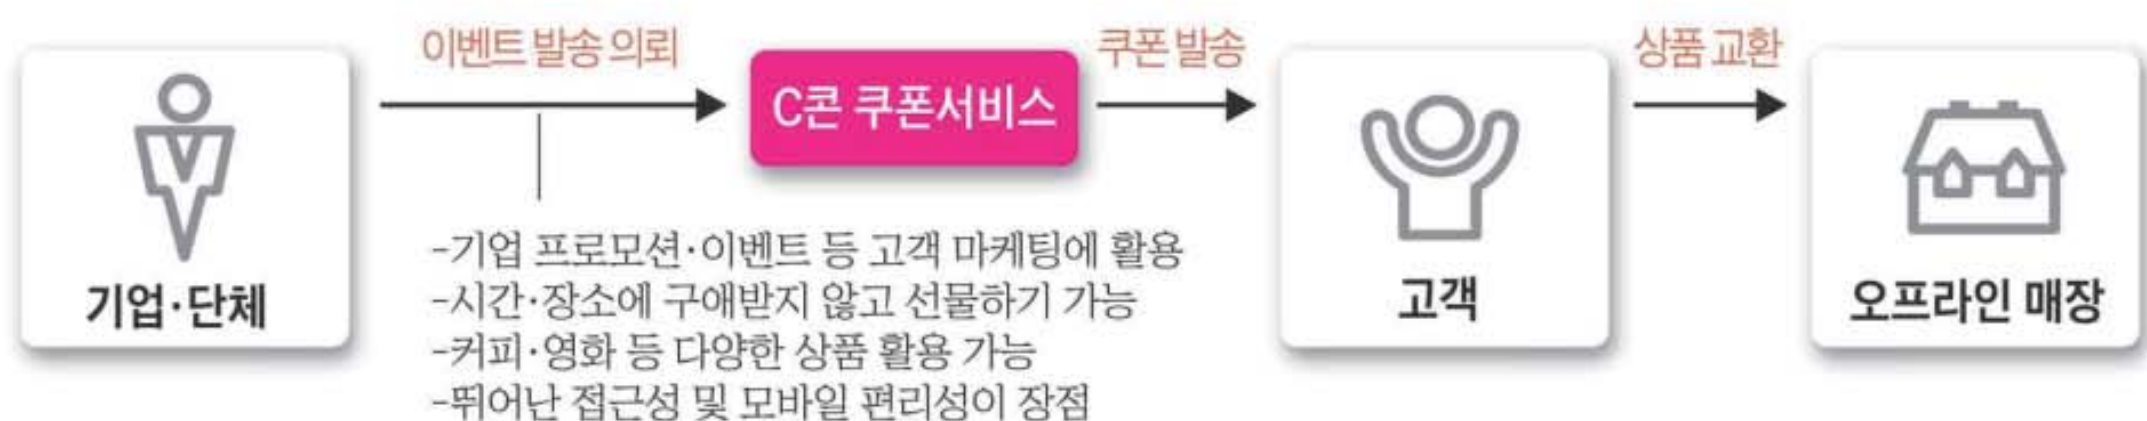 이벤트 발송 의뢰
쿠폰 발송
상품 교환
C콘 쿠폰서비스
-기업 프로모션·이벤트 등 고객 마케팅에 활용
-시간·장소에 구애받지 않고 선물하기 가능
-커피·영화 등 다양한 상품 활용 가능
-뛰어난 접근성 및 모바일 편리성이 장점
기업·단체
고객
오프라인 매장